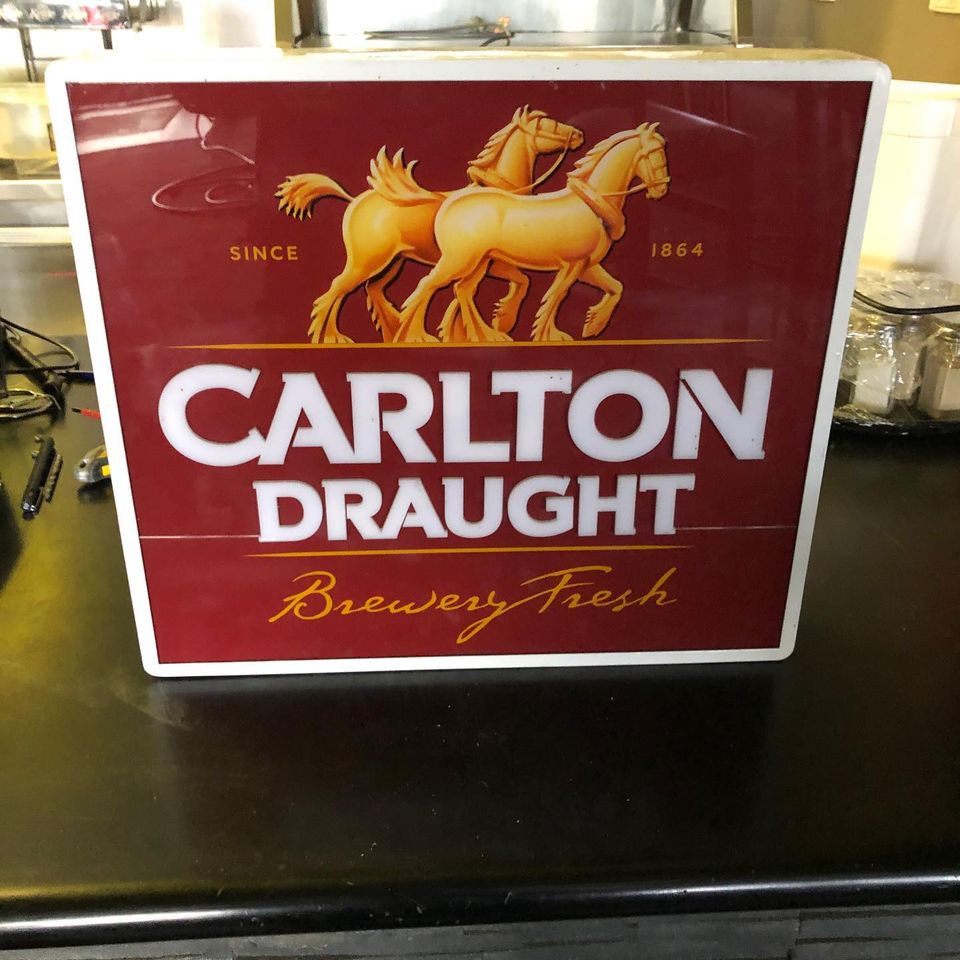 SINCE 1864
CARLTON
DRAUGHT
Brewery Fresh